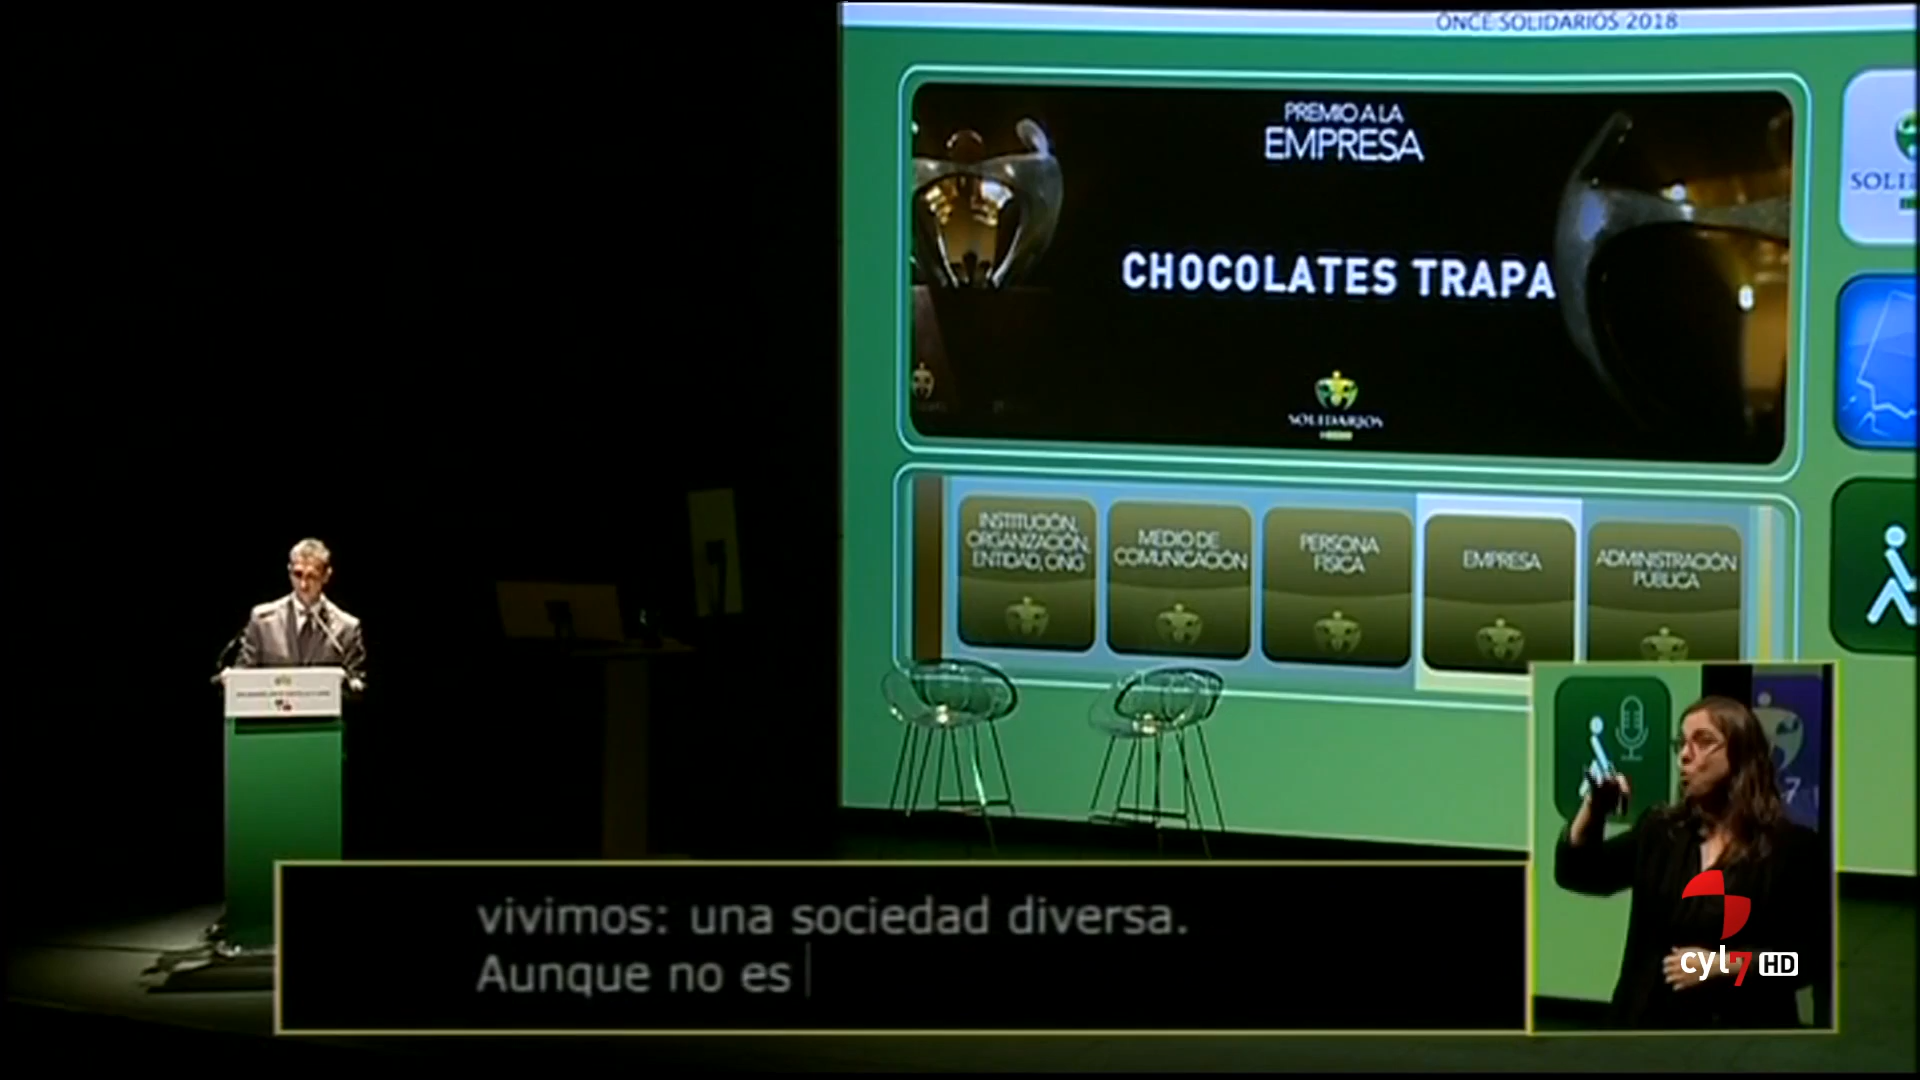 ONCE SOLIDARIOS 2018
PREMIO A LA
EMPRESA
CHOCOLATES TRAPA
SOLIDARIOS
INSTITUCIÓN,
ORGANIZACIÓN,
ENTIDAD, ONG
MEDIO DE
COMUNICACIÓN
PERSONA
FÍSICA
EMPRESA
ADMINISTRACIÓN
PÚBLICA
vivimos: una sociedad diversa.
Aunque no es
cyl7 HD